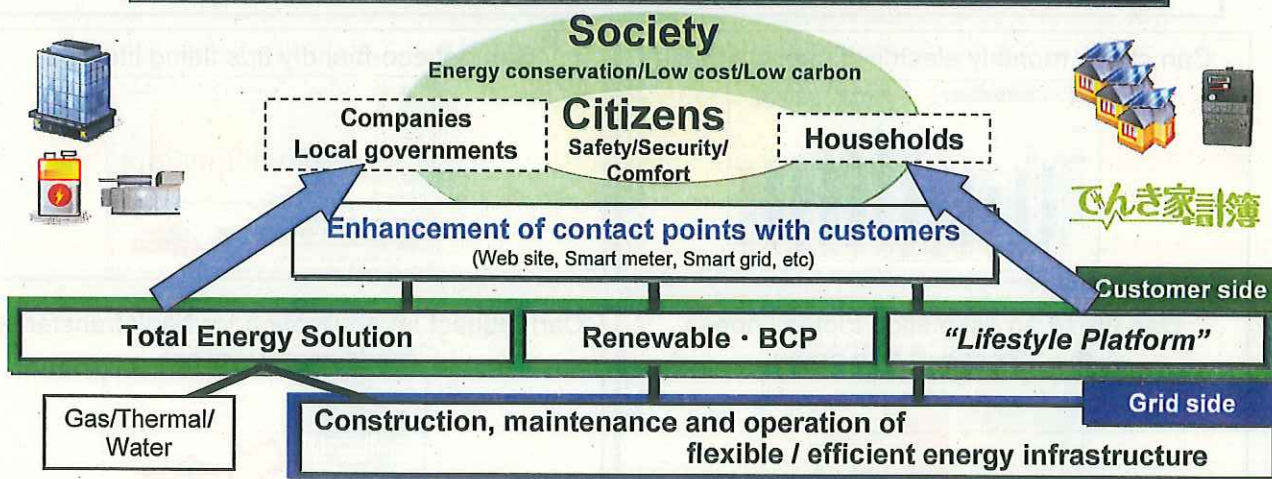 Society
Energy conservation/Low cost/Low carbon
Companies
Local governments
Citizens
Safety/Security/
Comfort
Households
でんき家計簿
Enhancement of contact points with customers
(Web site, Smart meter, Smart grid, etc)
Customer side
Total Energy Solution
Renewable・BCP
“Lifestyle Platform”
Grid side
Gas/Thermal/
Water
Construction, maintenance and operation of
flexible / efficient energy infrastructure